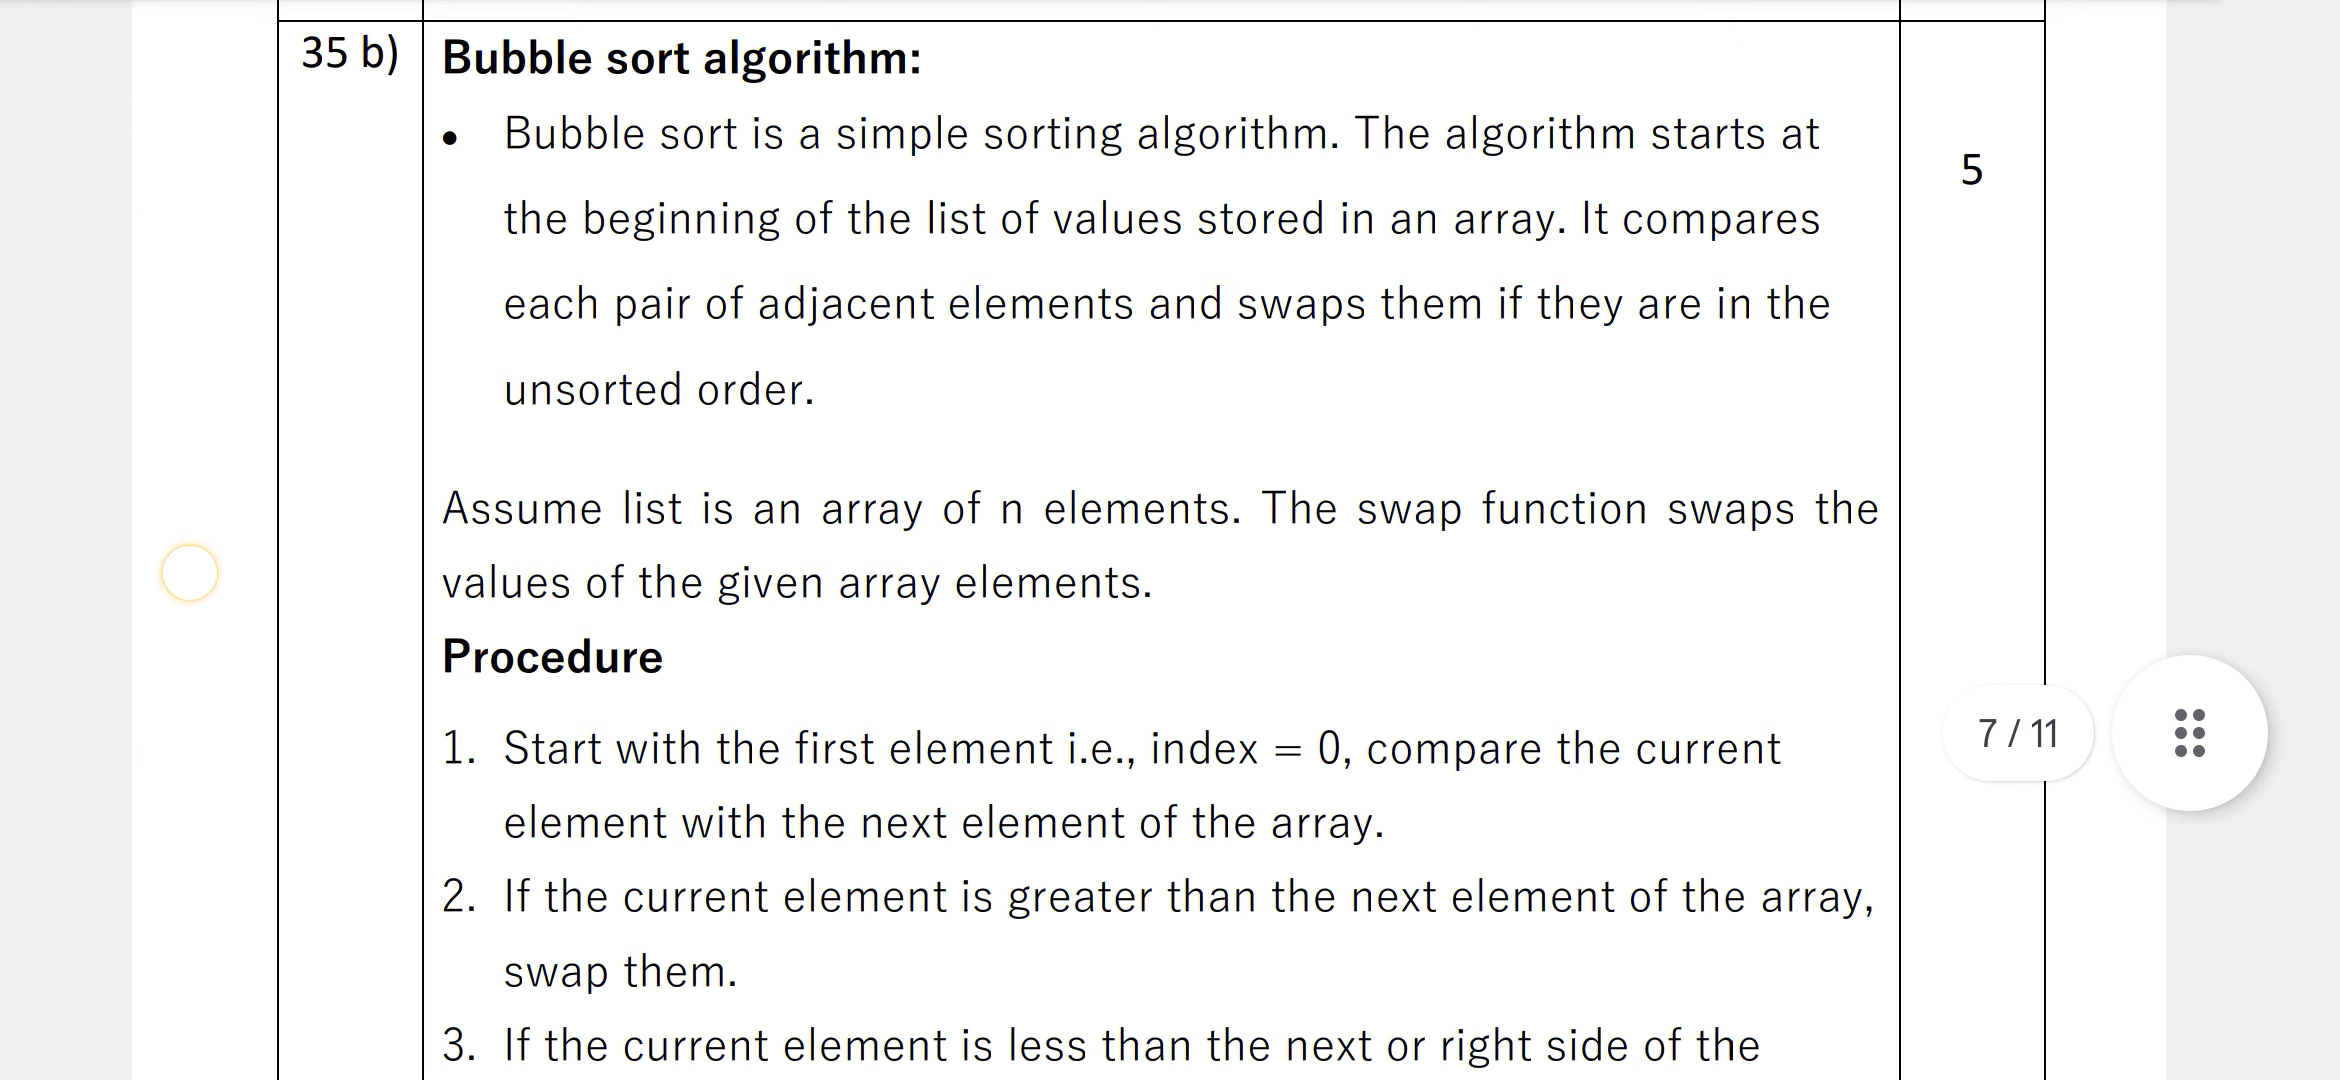 35 b)
Bubble sort algorithm:
• Bubble sort is a simple sorting algorithm. The algorithm starts at
the beginning of the list of values stored in an array. It compares
each pair of adjacent elements and swaps them if they are in the
unsorted order.
5
Assume list is an array of n elements. The swap function swaps the
values of the given array elements.
Procedure
1. Start with the first element i.e., index = 0, compare the current
element with the next element of the array.
2. If the current element is greater than the next element of the array,
swap them.
3. If the current element is less than the next or right side of the
7 / 11